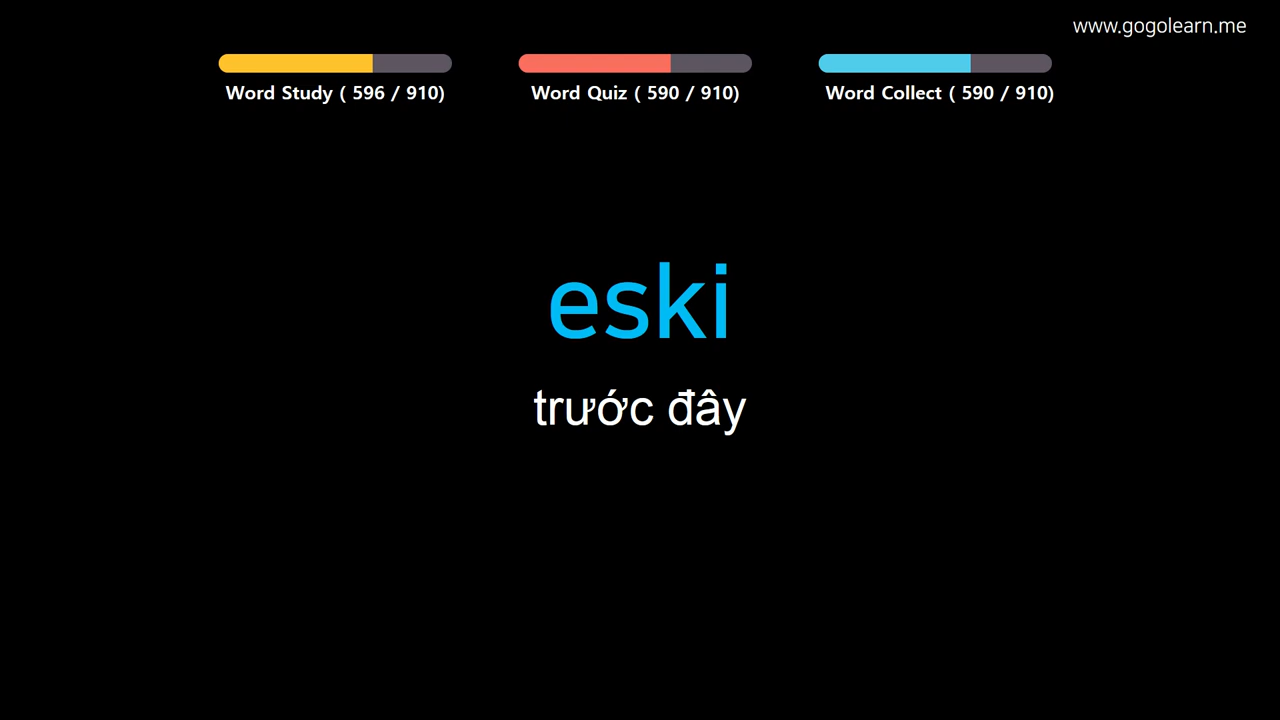 www.gogolearn.me
Word Study ( 596 / 910)
Word Quiz ( 590 / 910)
Word Collect ( 590 / 910)
eski
trước đây